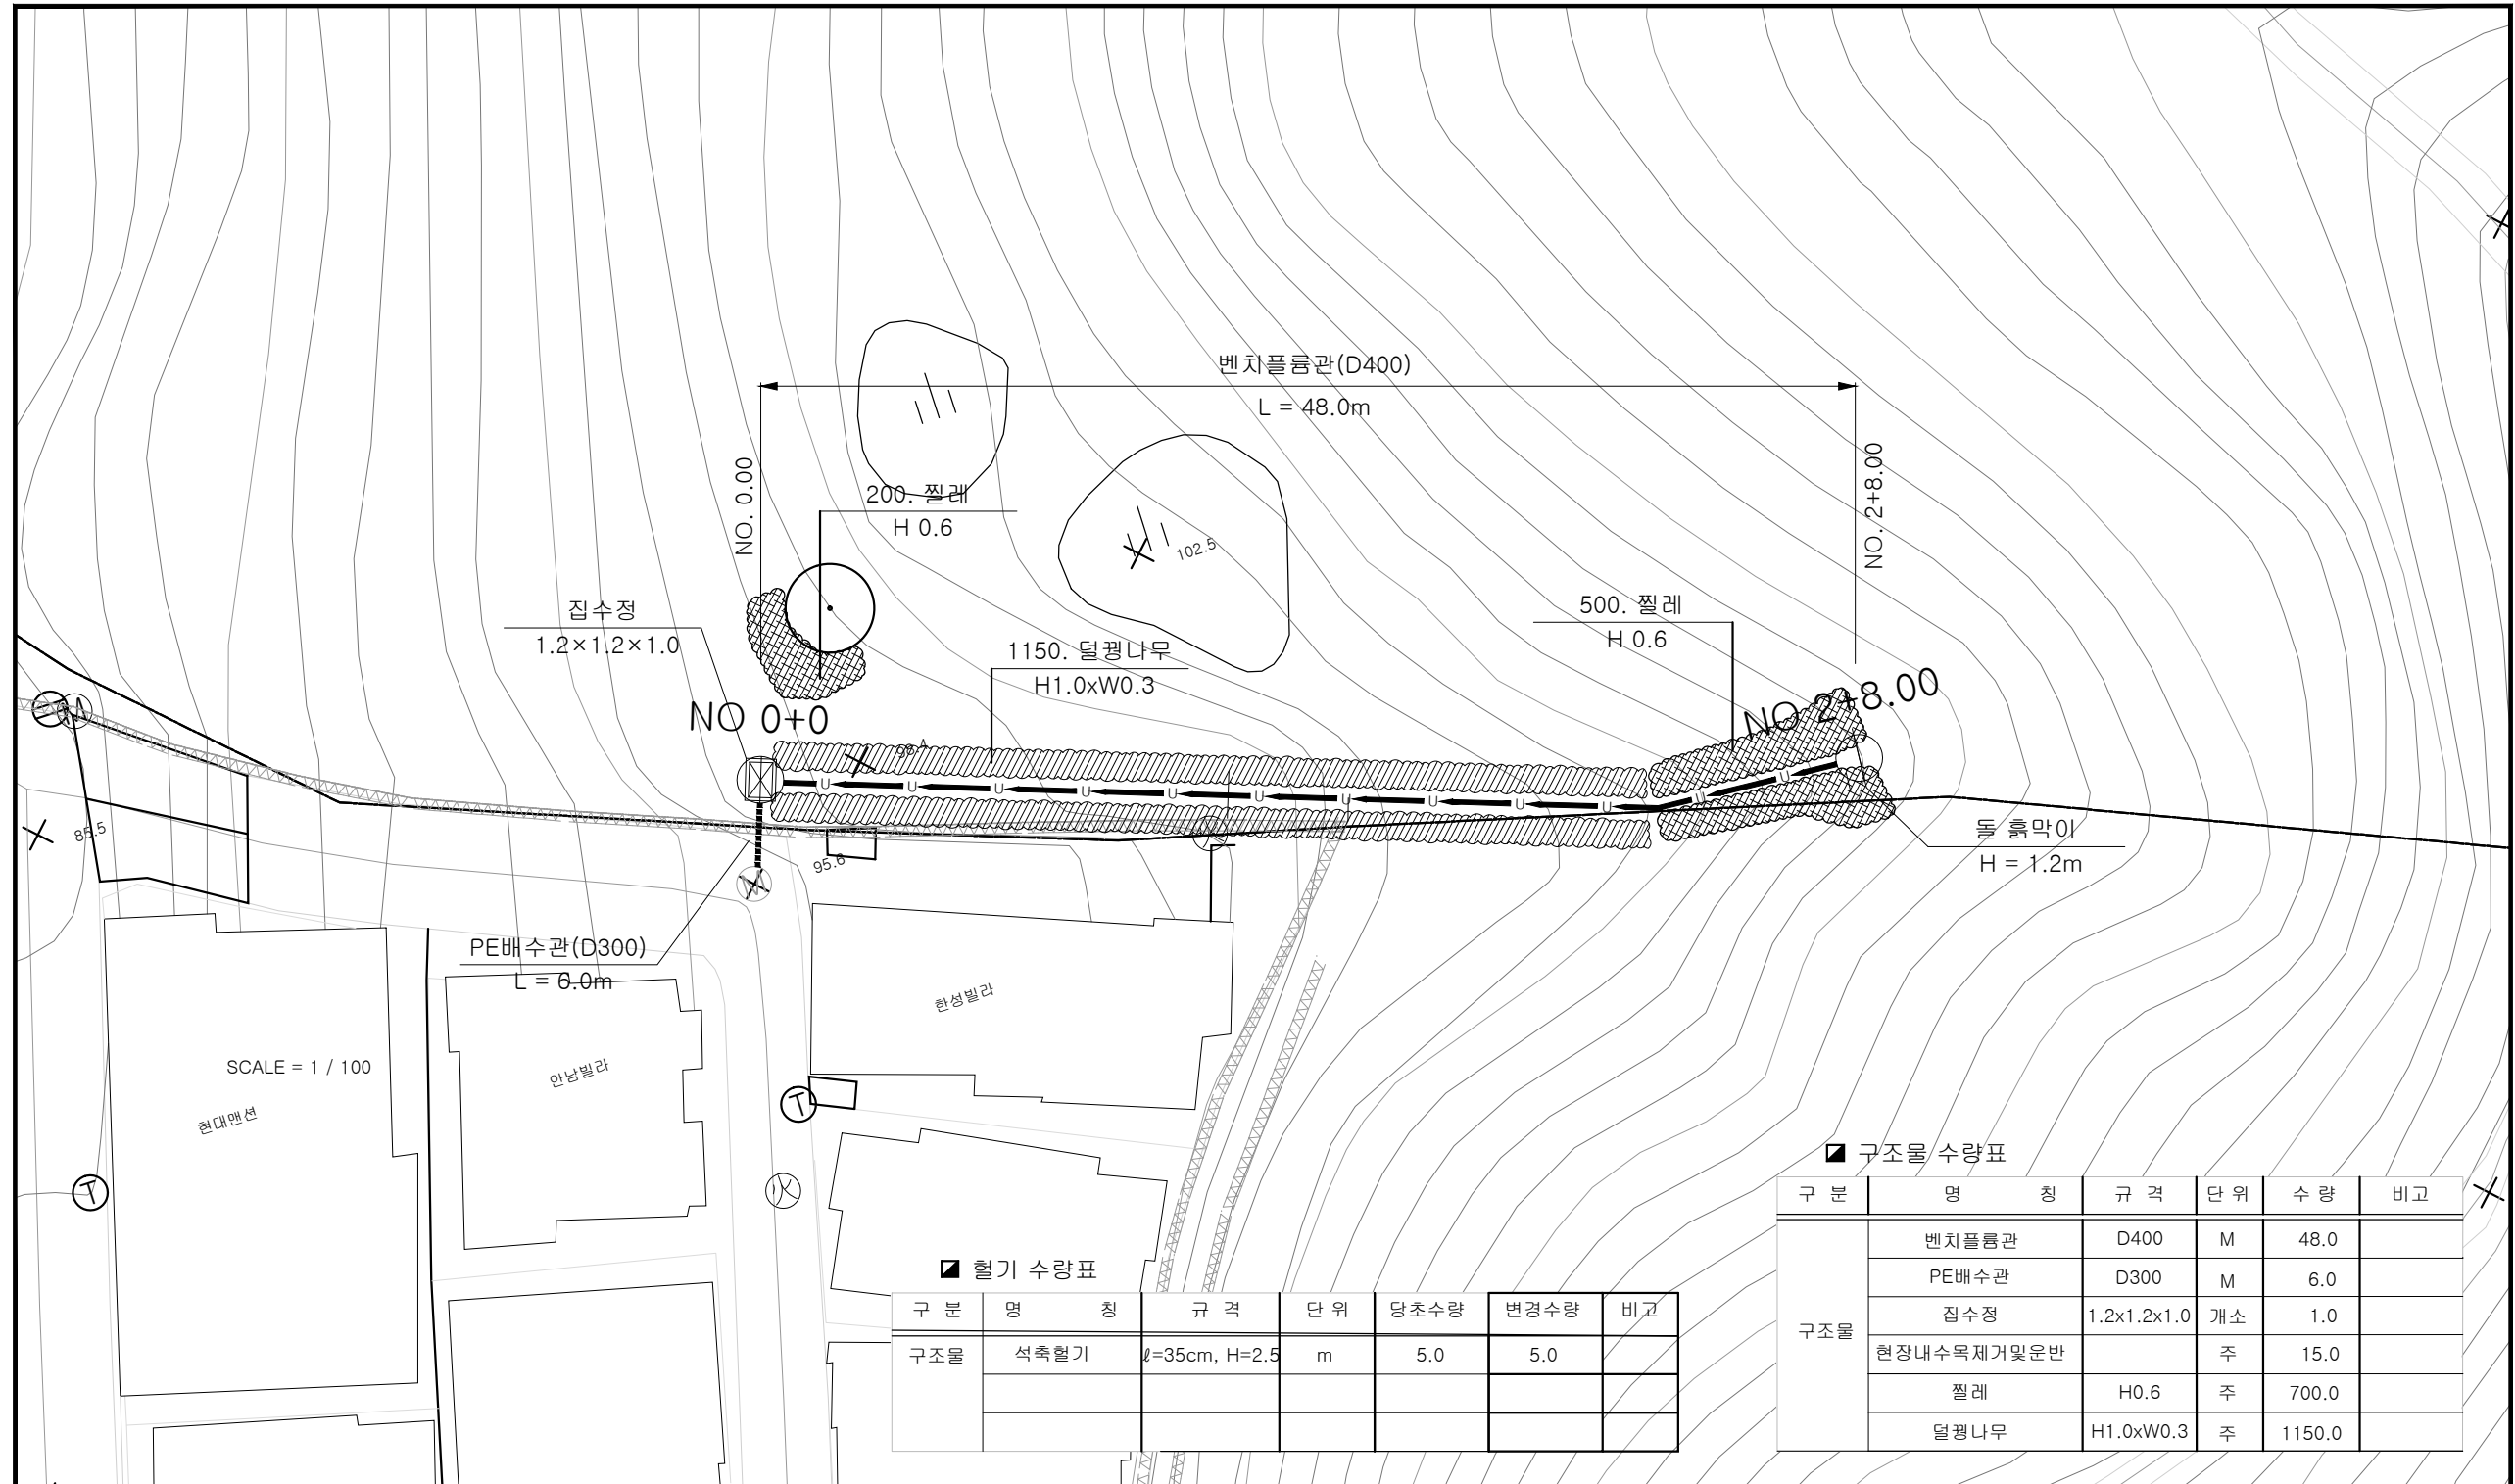 벤치플륨관(D400)
L = 48.0m
NO. 0.00
NO. 2+8.00
200. 찔레
H 0.6
102.5
집수정
1.2×1.2×1.0
500. 찔레
H 0.6
1150. 덜꿩나무
H1.0xW0.3
NO 0+0
NO 2+8.00
98.4
U U U U U U U U U U U U
85.5
95.6
돌 흙막이
H = 1.2m
PE배수관(D300)
L = 6.0m
한성빌라
SCALE = 1 / 100
안남빌라
현대맨션
T
T
火
■ 구조물 수량표
구 분 명 칭 규 격 단 위 수 량 비고
구조물
벤치플륨관 D400 M 48.0
PE배수관 D300 M 6.0
집수정 1.2x1.2x1.0 개소 1.0
현장내수목제거및운반 주 15.0
찔레 H0.6 주 700.0
덜꿩나무 H1.0xW0.3 주 1150.0
헐기 수량표
구 분 명 칭 규 격 단 위 당초수량 변경수량 비고
구조물 석축헐기 ℓ=35cm, H=2.5 m 5.0 5.0